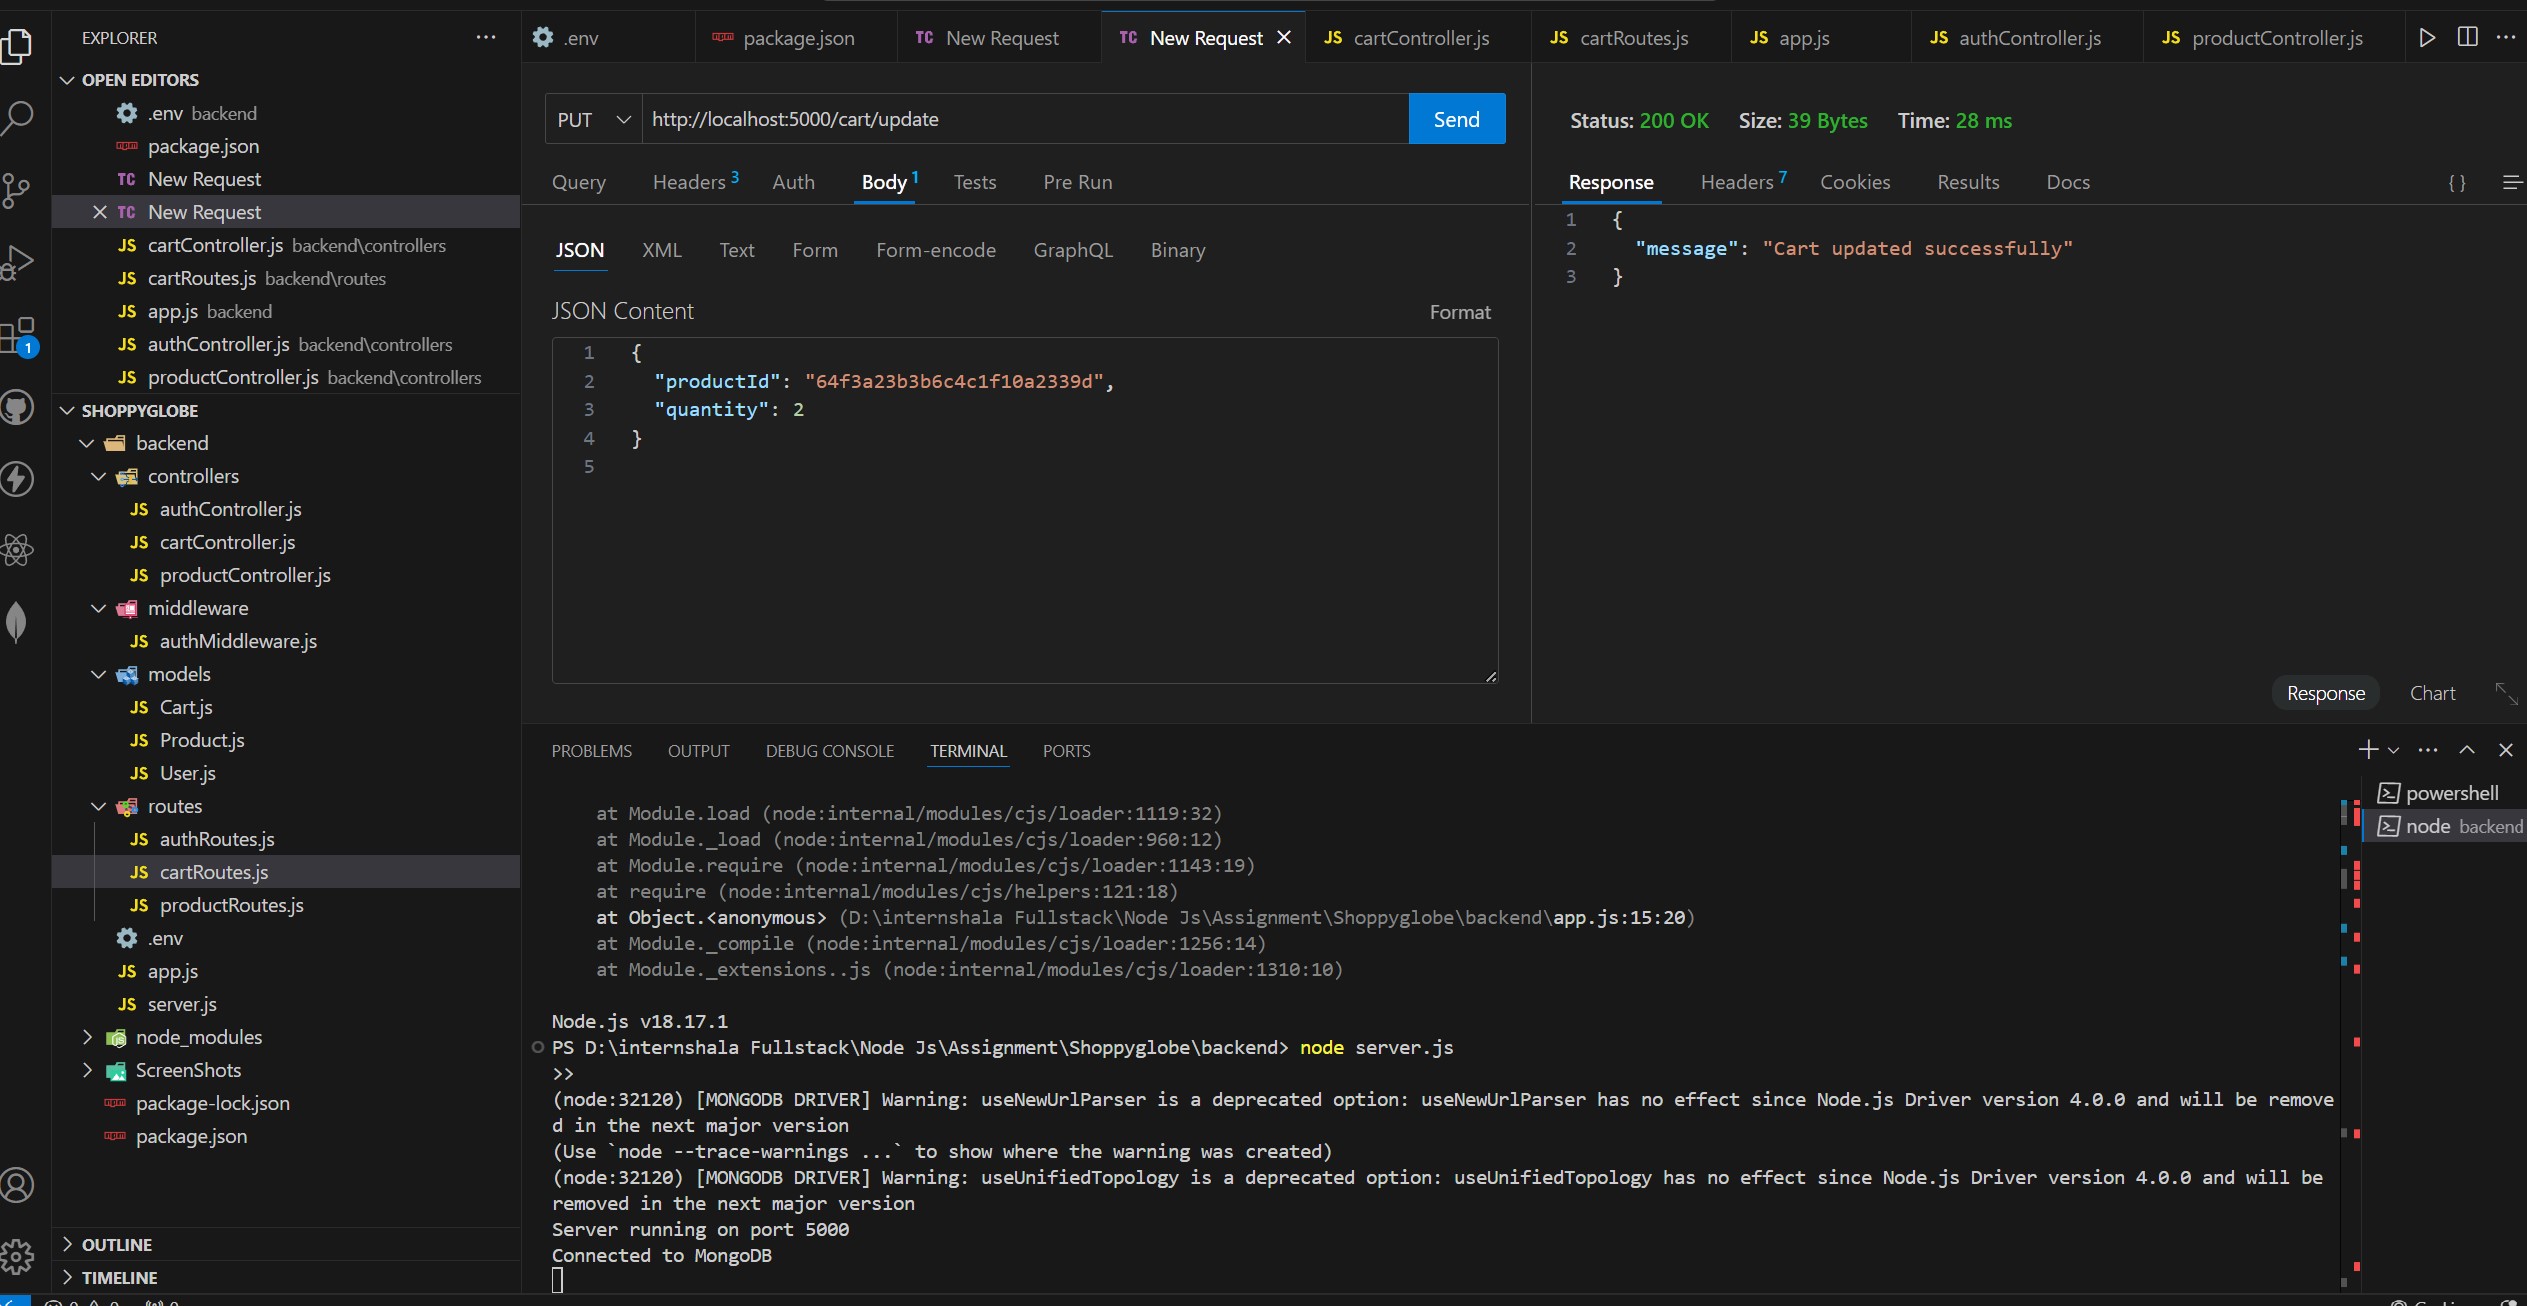 EXPLORER
OPEN EDITORS
.env backend
package.json
TC New Request
TC New Request
JS cartController.js backend\controllers
JS cartRoutes.js backend\routes
JS app.js backend
JS authController.js backend\controllers
JS productController.js backend\controllers
SHOPPYGLOBE
backend
controllers
JS authController.js
JS cartController.js
JS productController.js
middleware
JS authMiddleware.js
models
JS Cart.js
JS Product.js
JS User.js
routes
JS authRoutes.js
JS cartRoutes.js
JS productRoutes.js
.env
JS app.js
JS server.js
node_modules
ScreenShots
package-lock.json
package.json
OUTLINE
TIMELINE
1
.env package.json TC New Request TC New Request JS cartController.js JS cartRoutes.js JS app.js JS authController.js JS productController.js
PUT http://localhost:5000/cart/update Send
Query Headers 3 Auth Body 1 Tests Pre Run
JSON XML Text Form Form-encode GraphQL Binary
JSON Content Format
1 {
2 "productId": "64f3a23b3b6c4c1f10a2339d",
3 "quantity": 2
4 }
5
Status: 200 OK Size: 39 Bytes Time: 28 ms
Response Headers 7 Cookies Results Docs { }
1 {
2 "message": "Cart updated successfully"
3 }
Response Chart
PROBLEMS OUTPUT DEBUG CONSOLE TERMINAL PORTS
at Module.load (node:internal/modules/cjs/loader:1119:32)
at Module._load (node:internal/modules/cjs/loader:960:12)
at Module.require (node:internal/modules/cjs/loader:1143:19)
at require (node:internal/modules/cjs/helpers:121:18)
at Object.<anonymous> (D:\internshala Fullstack\Node Js\Assignment\Shoppyglobe\backend\app.js:15:20)
at Module._compile (node:internal/modules/cjs/loader:1256:14)
at Module._extensions..js (node:internal/modules/cjs/loader:1310:10)
Node.js v18.17.1
PS D:\internshala Fullstack\Node Js\Assignment\Shoppyglobe\backend> node server.js
>>
(node:32120) [MONGODB DRIVER] Warning: useNewUrlParser is a deprecated option: useNewUrlParser has no effect since Node.js Driver version 4.0.0 and will be remove
d in the next major version
(Use `node --trace-warnings ...` to show where the warning was created)
(node:32120) [MONGODB DRIVER] Warning: useUnifiedTopology is a deprecated option: useUnifiedTopology has no effect since Node.js Driver version 4.0.0 and will be
removed in the next major version
Server running on port 5000
Connected to MongoDB
powershell
node backend